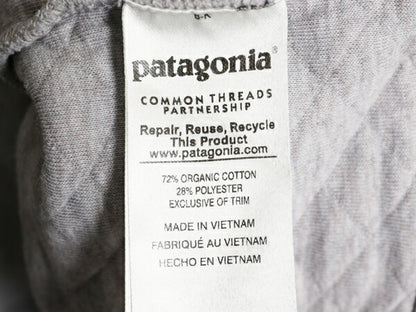 patagonia®
COMMON THREADS
PARTNERSHIP
Repair, Reuse, Recycle
This Product
www.patagonia.com
72% ORGANIC COTTON
28% POLYESTER
EXCLUSIVE OF TRIM
MADE IN VIETNAM
FABRIQUÉ AU VIETNAM
HECHO EN VIETNAM